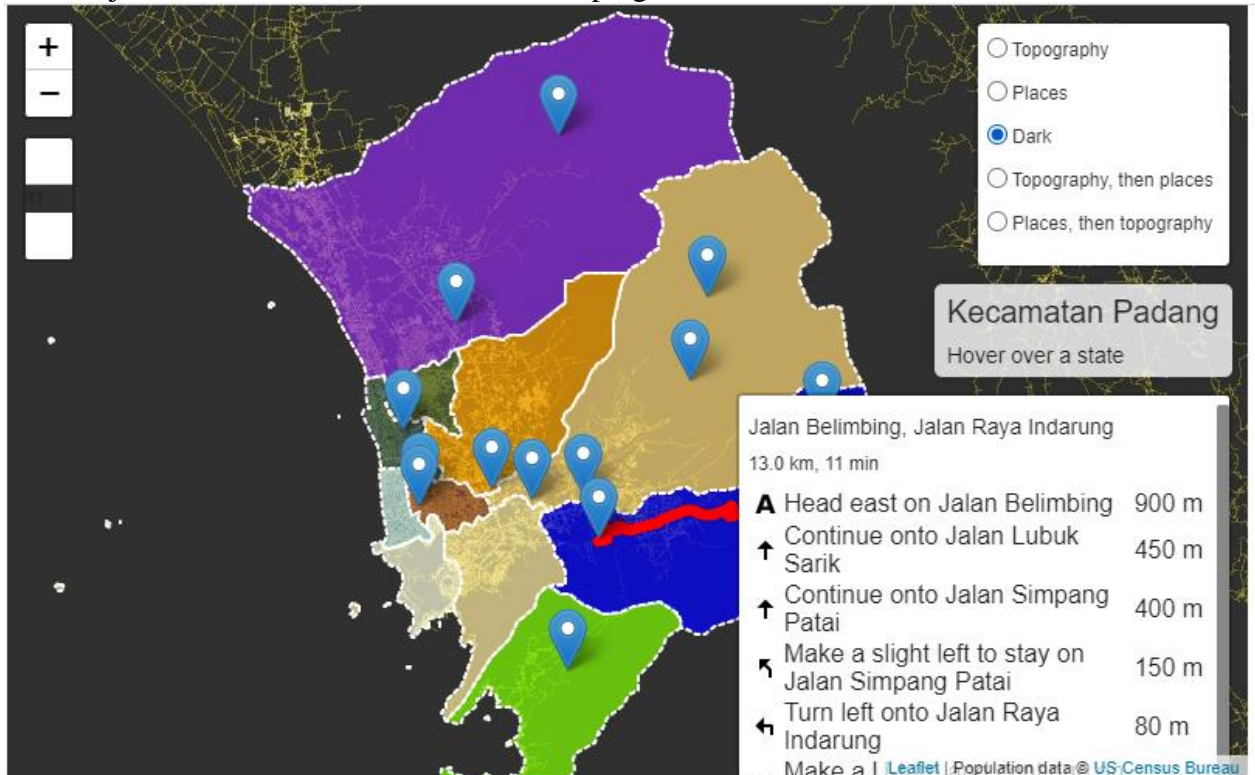 +
−
Topography
Places
Dark
Topography, then places
Places, then topography
Kecamatan Padang
Hover over a state
Jalan Belimbing, Jalan Raya Indarung
13.0 km, 11 min
A Head east on Jalan Belimbing 900 m
Continue onto Jalan Lubuk 450 m
Sarik
Continue onto Jalan Simpang 400 m
Patai
Make a slight left to stay on 150 m
Jalan Simpang Patai
Turn left onto Jalan Raya 80 m
Indarung
Make a
Leaflet | Population data © US Census Bureau